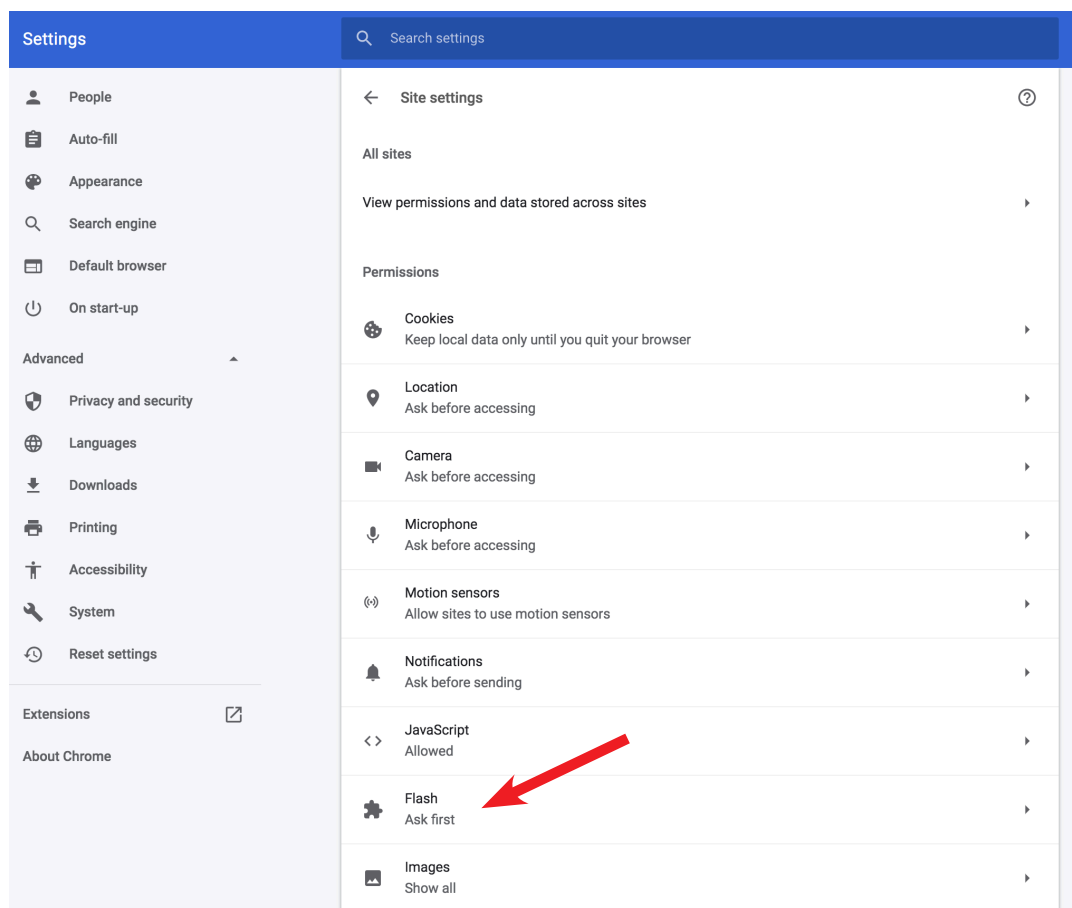 Settings
Search settings
People
Auto-fill
Appearance
Search engine
Default browser
On start-up
Advanced
Privacy and security
Languages
Downloads
Printing
Accessibility
System
Reset settings
Extensions
About Chrome
Site settings
All sites
View permissions and data stored across sites
Permissions
Cookies
Keep local data only until you quit your browser
Location
Ask before accessing
Camera
Ask before accessing
Microphone
Ask before accessing
Motion sensors
Allow sites to use motion sensors
Notifications
Ask before sending
JavaScript
Allowed
Flash
Ask first
Images
Show all